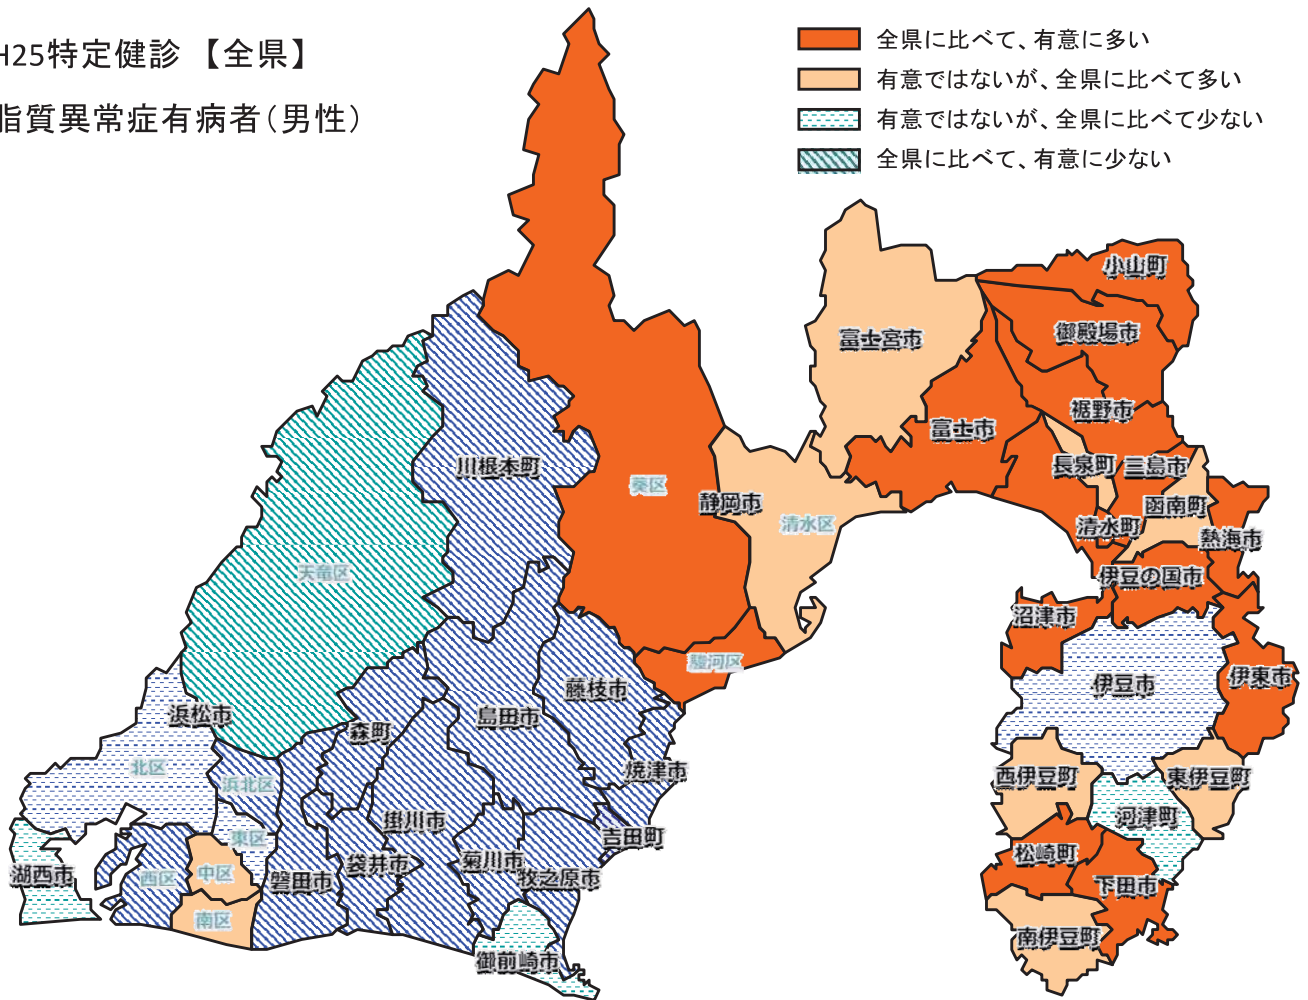 H25特定健診 【全県】
脂質異常症有病者（男性）
全県に比べて、有意に多い
有意ではないが、全県に比べて多い
有意ではないが、全県に比べて少ない
全県に比べて、有意に少ない
小山町
御殿場市
富士宮市
裾野市
富士市
長泉町
三島市
川根本町
葵区
静岡市
函南町
清水区
清水町
熱海市
天竜区
伊豆の国市
沼津市
駿河区
伊東市
伊豆市
藤枝市
島田市
浜松市
森町
北区
焼津市
西伊豆町
東伊豆町
浜北区
河津町
掛川市
東区
吉田町
松崎町
袋井市
菊川市
湖西市
中区
西区
磐田市
牧之原市
下田市
南区
南伊豆町
御前崎市